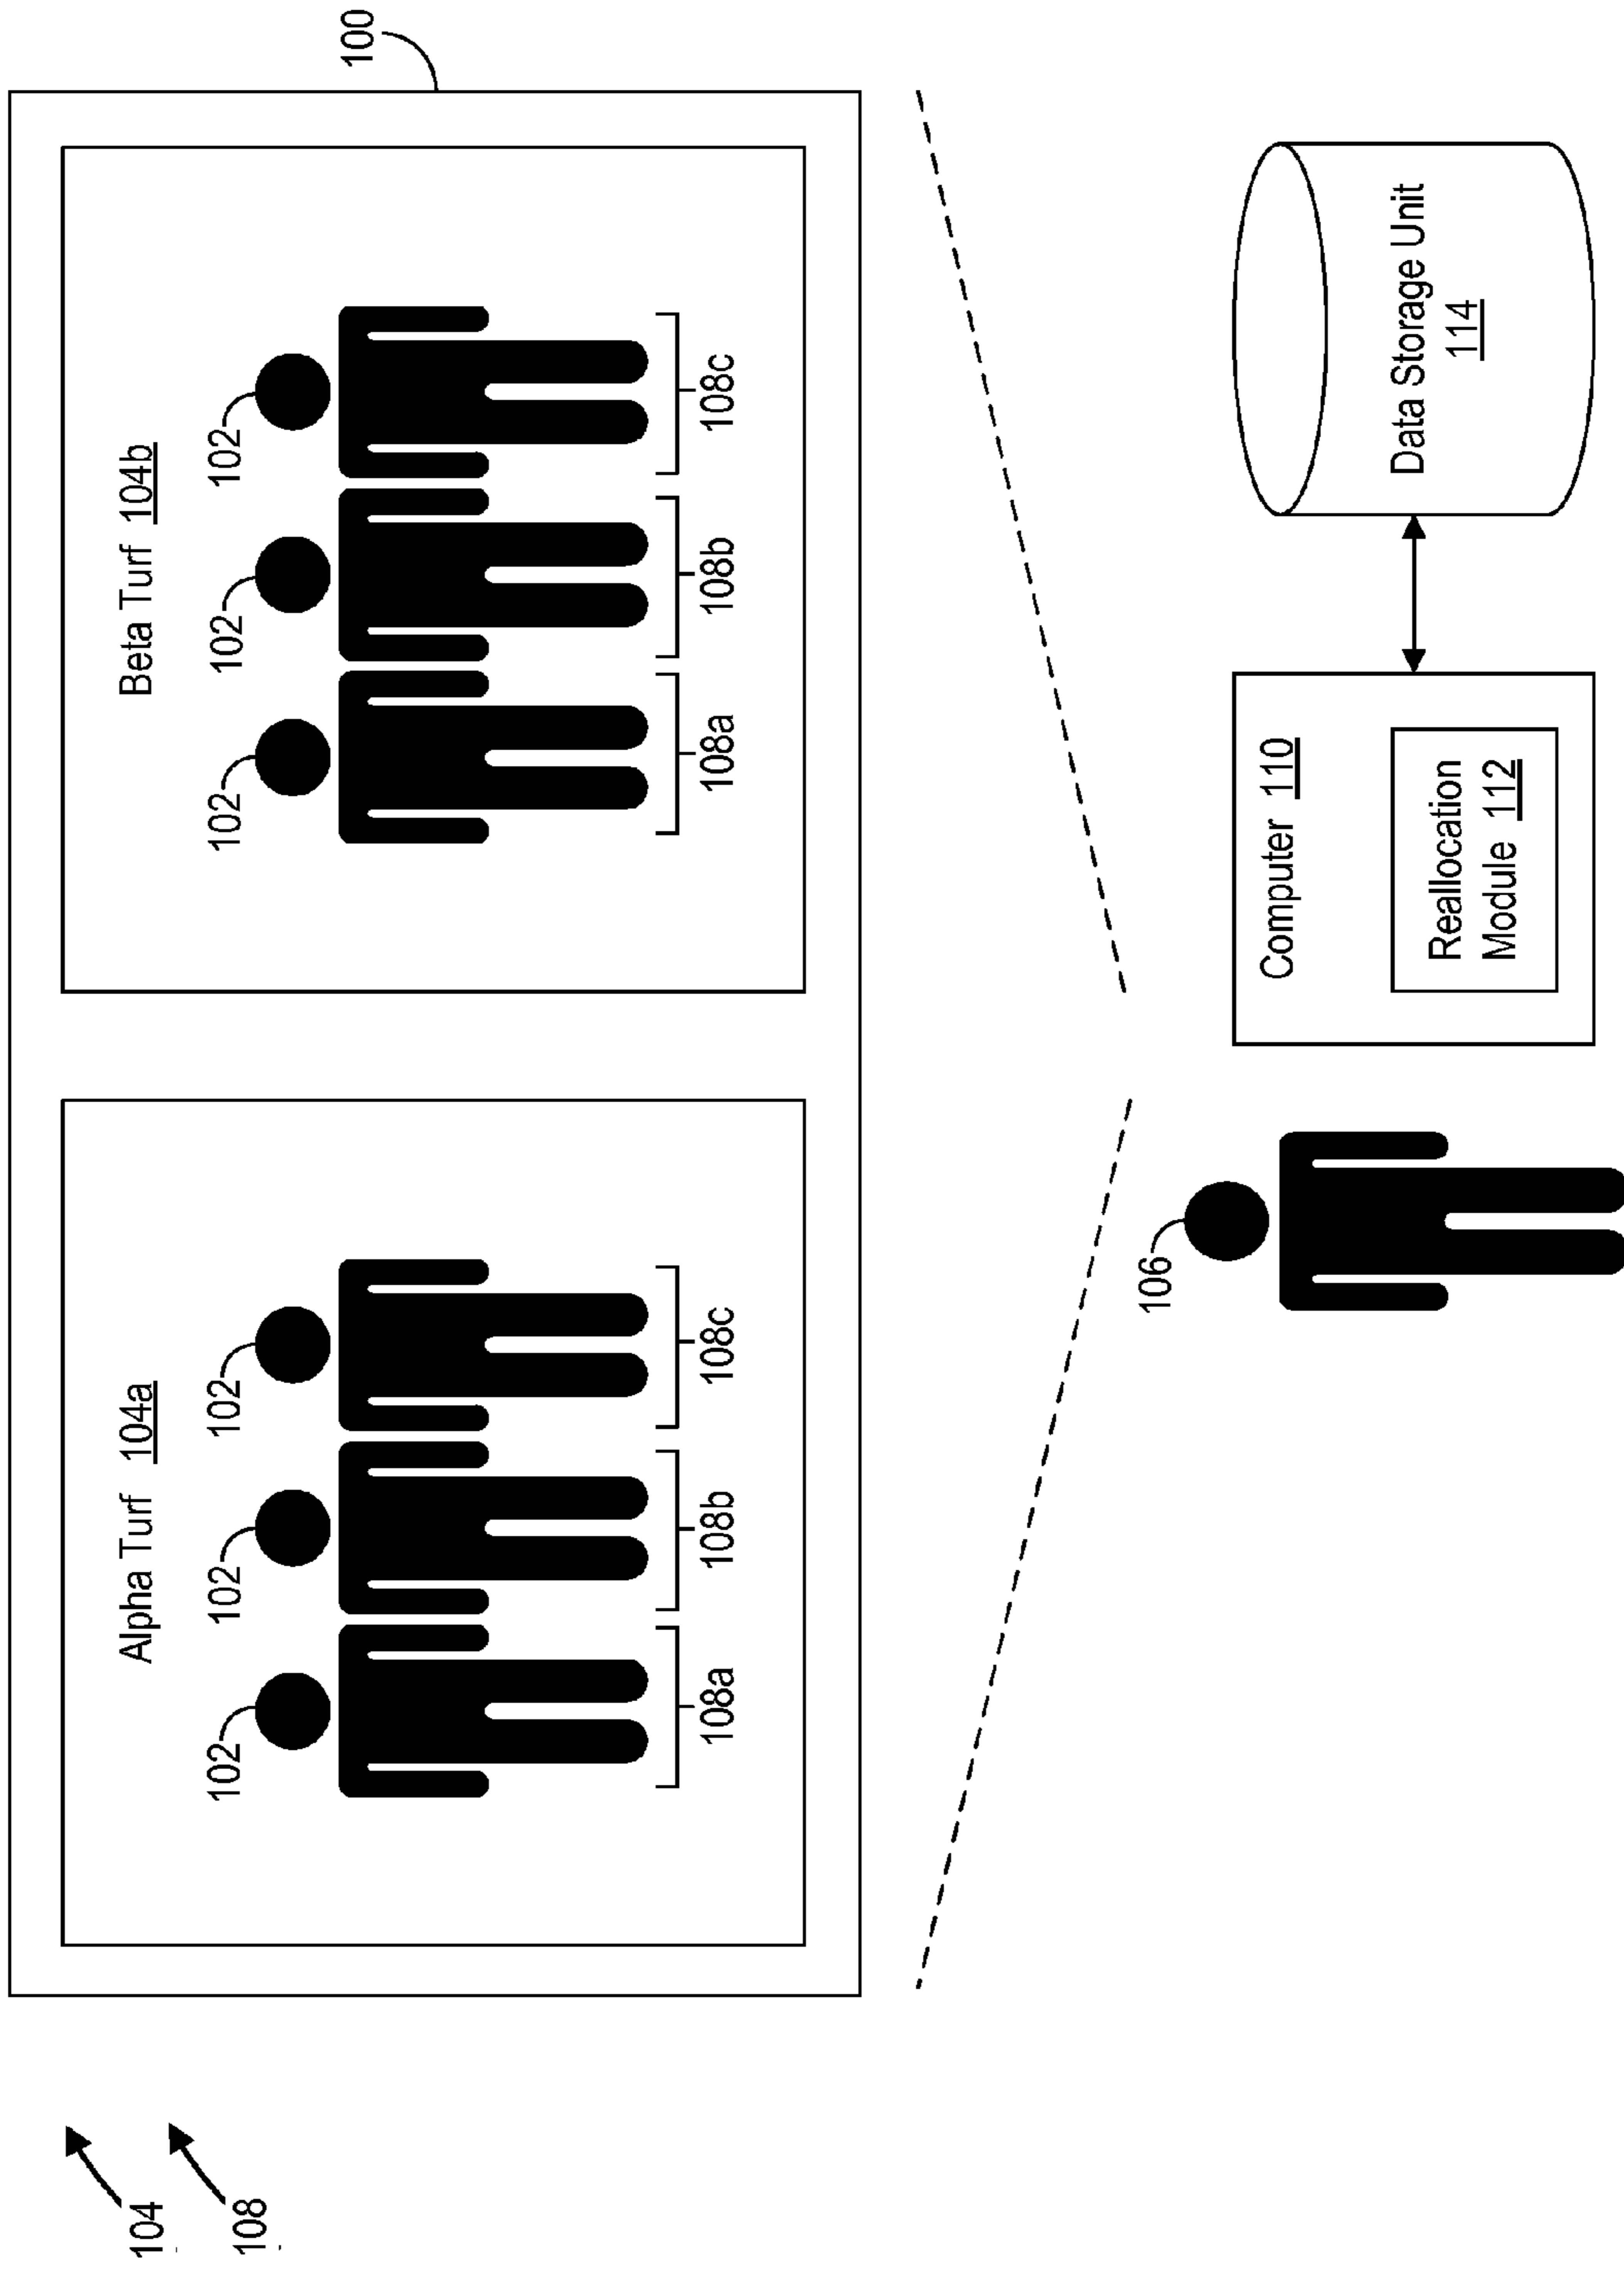 104
108
100
Alpha Turf 104a
102
102
102
108a
108b
108c
Beta Turf 104b
102
102
102
108a
108b
108c
106
Computer 110
Reallocation
Module 112
Data Storage Unit
114